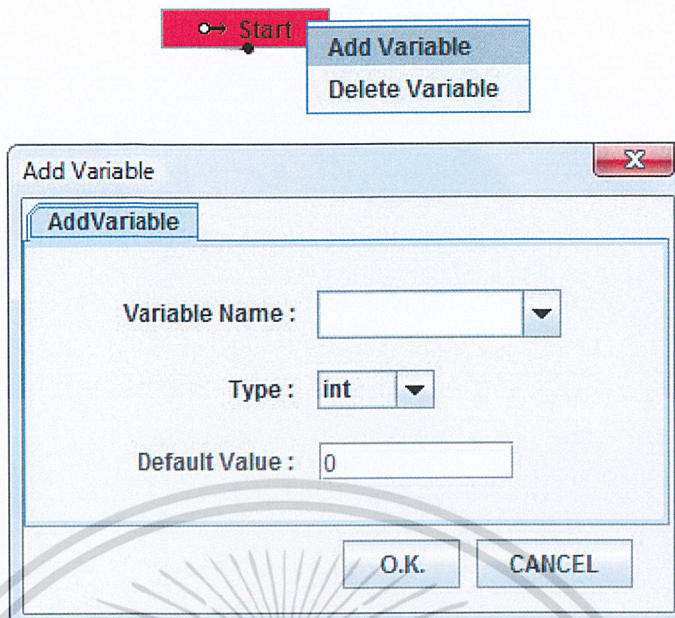 Start
Add Variable
Delete Variable
Add Variable
AddVariable
Variable Name :
Type : int
Default Value : 0
O.K. CANCEL